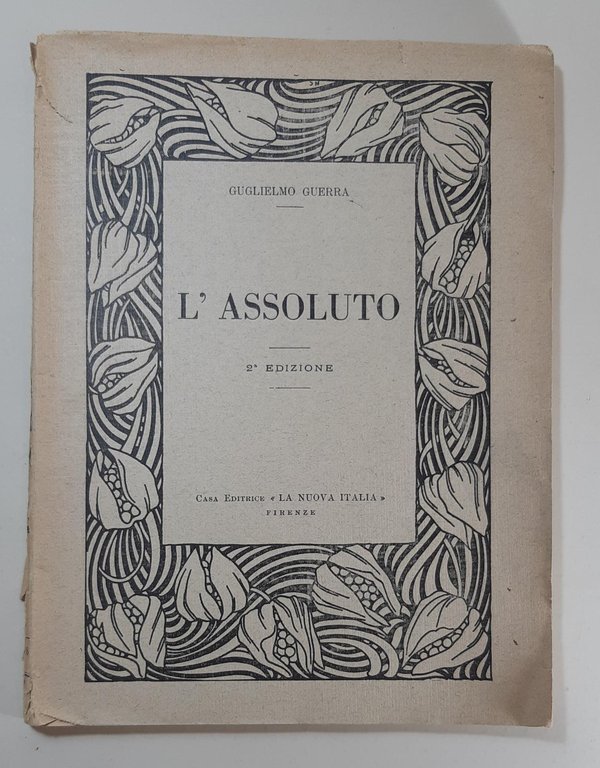 GUGLIELMO GUERRA
L' ASSOLUTO
2ª EDIZIONE
CASA EDITRICE « LA NUOVA ITALIA »
FIRENZE